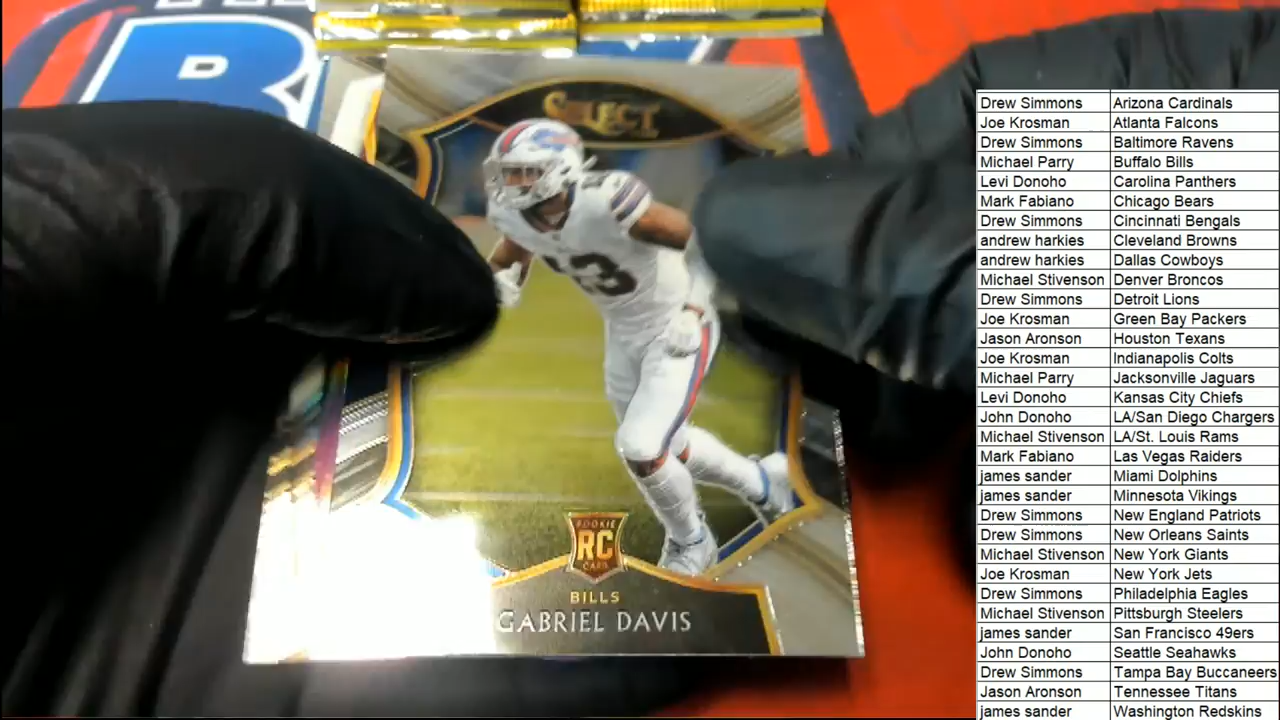 SELECT
13
ROOKIE
RC
CARD
BILLS
GABRIEL DAVIS
Drew Simmons Arizona Cardinals
Joe Krosman Atlanta Falcons
Drew Simmons Baltimore Ravens
Michael Parry Buffalo Bills
Levi Donoho Carolina Panthers
Mark Fabiano Chicago Bears
Drew Simmons Cincinnati Bengals
andrew harkies Cleveland Browns
andrew harkies Dallas Cowboys
Michael Stivenson Denver Broncos
Drew Simmons Detroit Lions
Joe Krosman Green Bay Packers
Jason Aronson Houston Texans
Joe Krosman Indianapolis Colts
Michael Parry Jacksonville Jaguars
Levi Donoho Kansas City Chiefs
John Donoho LA/San Diego Chargers
Michael Stivenson LA/St. Louis Rams
Mark Fabiano Las Vegas Raiders
james sander Miami Dolphins
james sander Minnesota Vikings
Drew Simmons New England Patriots
Drew Simmons New Orleans Saints
Michael Stivenson New York Giants
Joe Krosman New York Jets
Drew Simmons Philadelphia Eagles
Michael Stivenson Pittsburgh Steelers
james sander San Francisco 49ers
John Donoho Seattle Seahawks
Drew Simmons Tampa Bay Buccaneers
Jason Aronson Tennessee Titans
james sander Washington Redskins